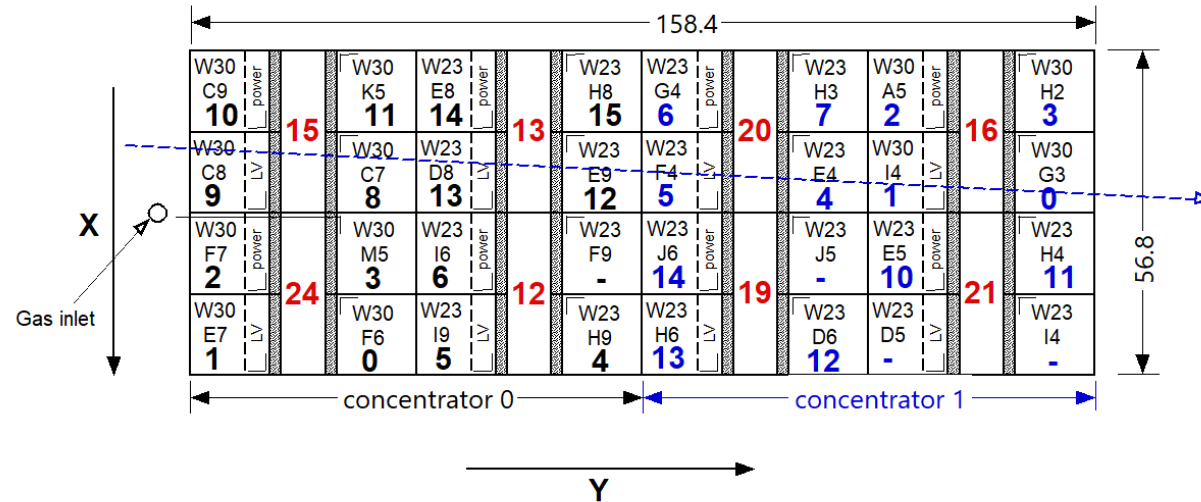 158.4
W30 W30 W23 W23 W23 W23 W30 W30
C9 power K5 E8 power H8 G4 power H3 A5 power H2
10 11 14 15 6 7 2 3
15 13 20 16
W30 W30 W23 W23 W23 W23 W30 W30
C8 LV C7 D8 LV E9 F4 LV E4 I4 LV G3
9 8 13 12 5 4 1 0
X
W30 W30 W23 W23 W23 W23 W23 W23
F7 power M5 I6 power F9 J6 power J5 E5 power H4
2 3 6 - 14 - 10 11
56.8
24 12 19 21
Gas inlet
W30 W30 W23 W23 W23 W23 W23 W23
E7 LV F6 I9 LV H9 H6 LV D6 D5 LV I4
1 0 5 4 13 12 - -
concentrator 0 concentrator 1
Y